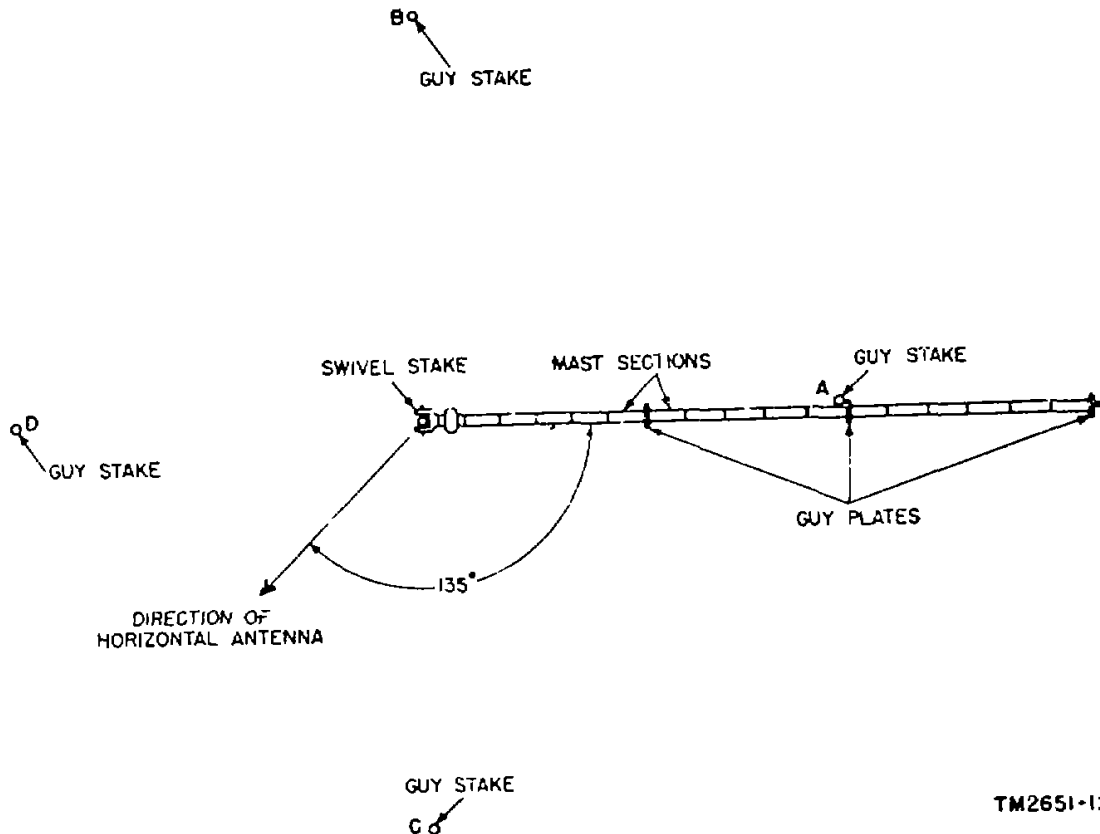 B
GUY STAKE
SWIVEL STAKE
MAST SECTIONS
A
GUY STAKE
D
GUY STAKE
GUY PLATES
135°
DIRECTION OF
HORIZONTAL ANTENNA
GUY STAKE
C